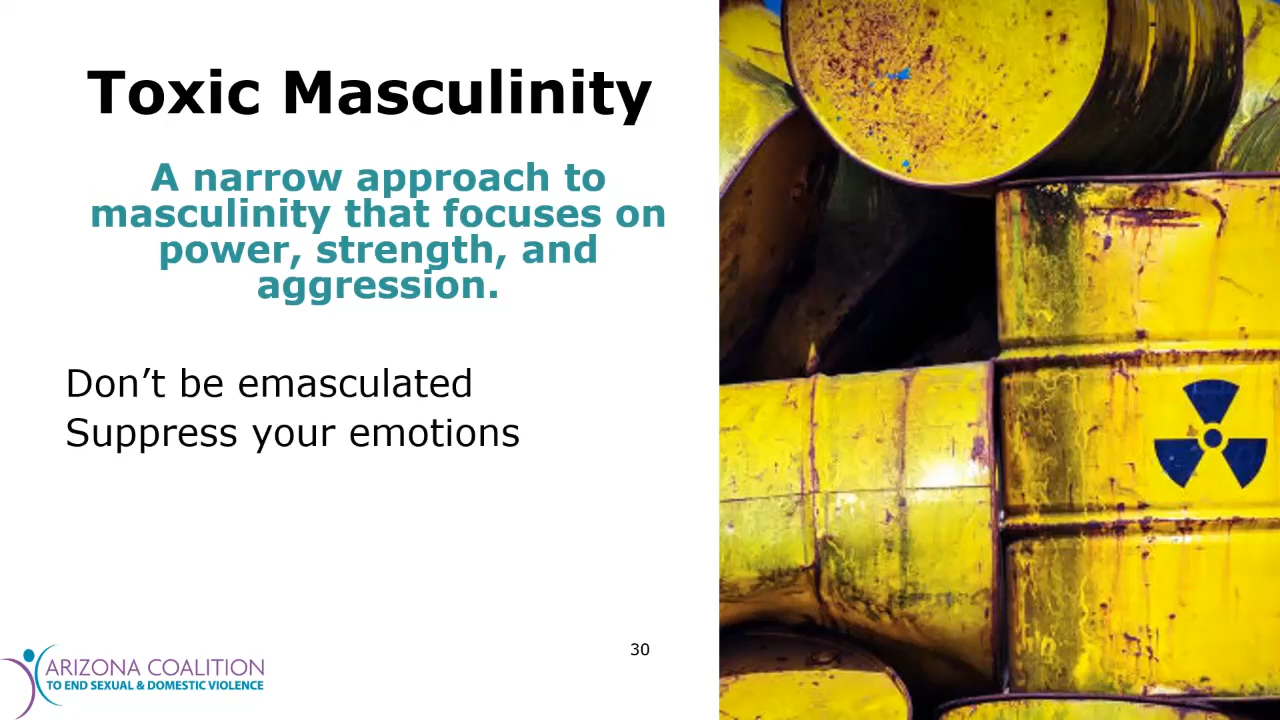 Toxic Masculinity
A narrow approach to
masculinity that focuses on
power, strength, and
aggression.
Don’t be emasculated
Suppress your emotions
30
ARIZONA COALITION
TO END SEXUAL & DOMESTIC VIOLENCE